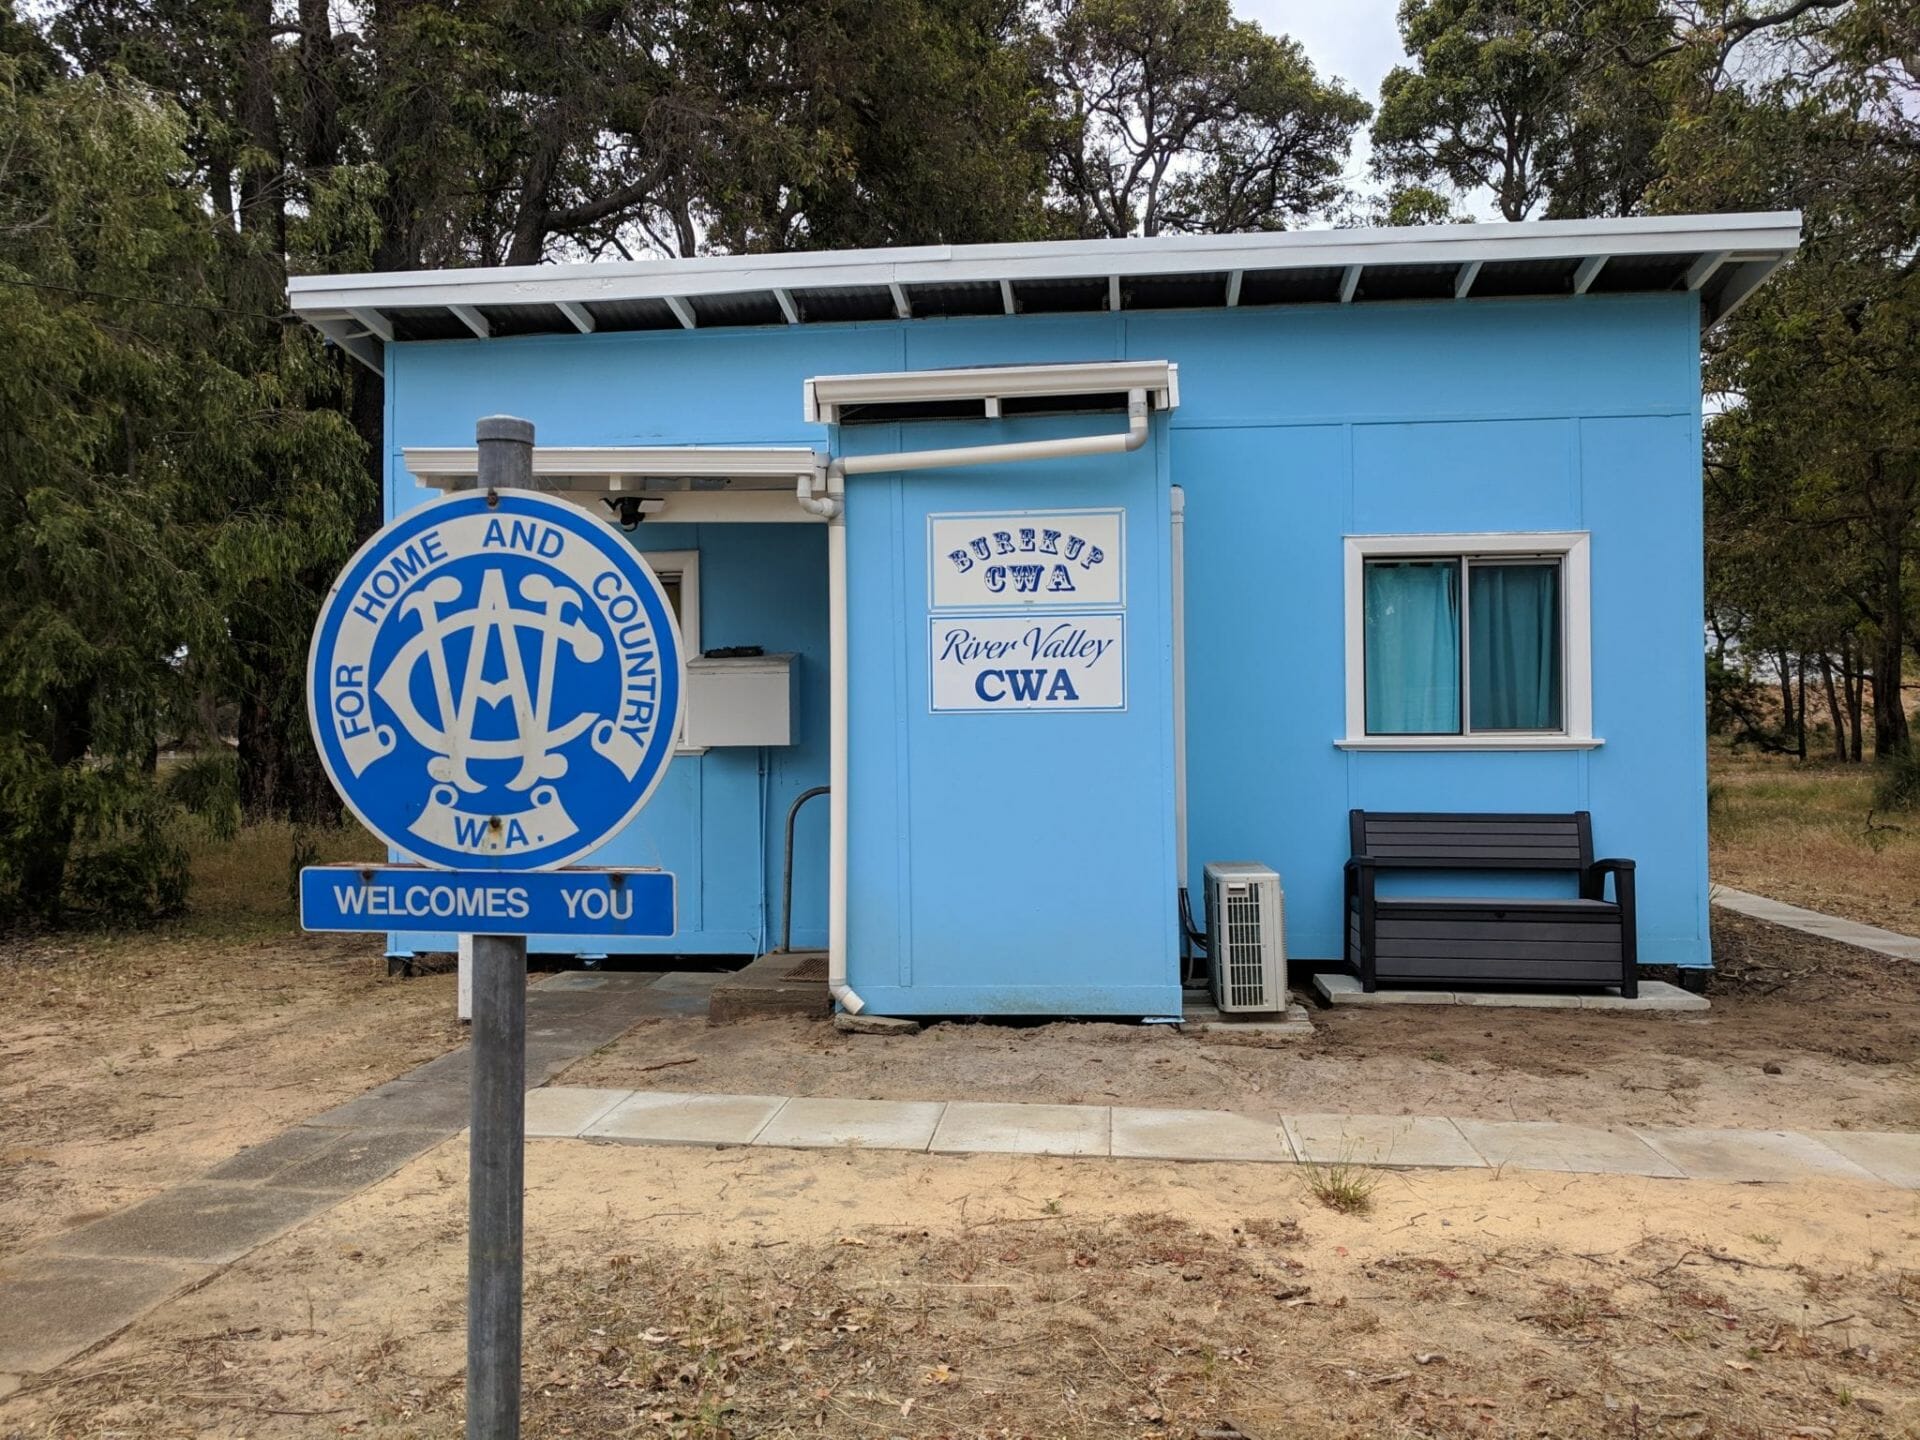 FOR HOME AND COUNTRY
CWA
W.A.
WELCOMES YOU
BUREKUP
CWA
River Valley
CWA